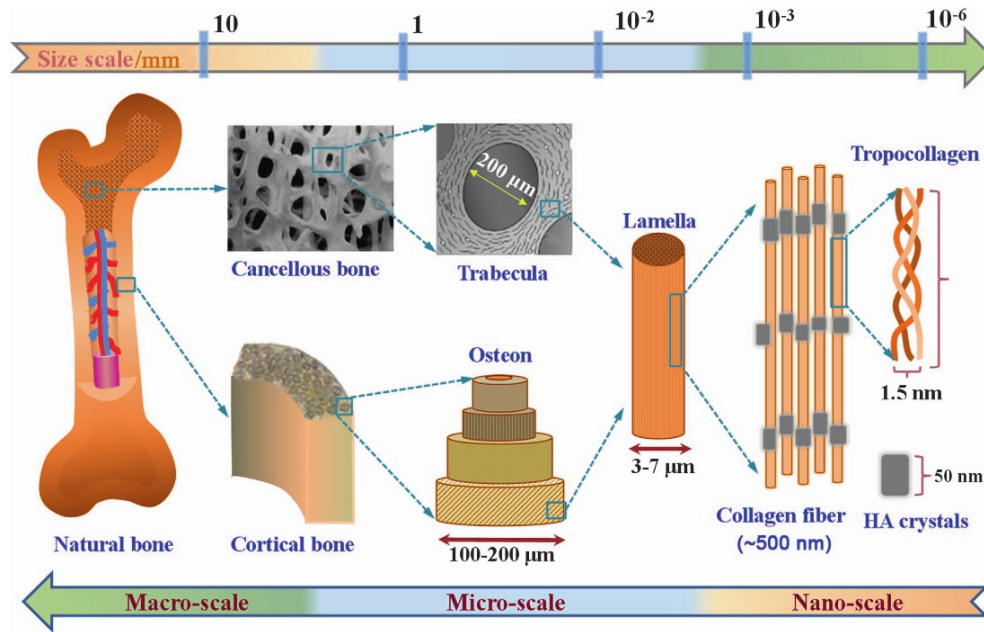 10
1
10-2
10-3
10-6
Size scale/mm
Tropocollagen
200 μm
Lamella
Cancellous bone
Trabecula
Osteon
1.5 nm
3-7 μm
50 nm
Collagen fiber
(~500 nm)
HA crystals
Natural bone
Cortical bone
100-200 μm
Macro-scale
Micro-scale
Nano-scale